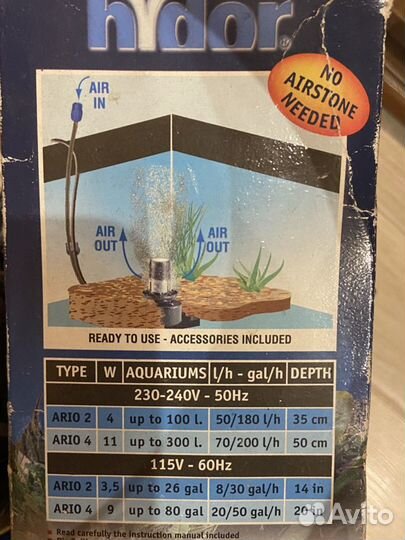 hydor®
NO
AIRSTONE
NEEDED
AIR
IN
AIR
OUT
AIR
OUT
READY TO USE - ACCESSORIES INCLUDED
TYPE W AQUARIUMS l/h - gal/h DEPTH
230-240V - 50Hz
ARIO 2 4 up to 100 l. 50/180 l/h 35 cm
ARIO 4 11 up to 300 l. 70/200 l/h 50 cm
115V - 60Hz
ARIO 2 3,5 up to 26 gal 8/30 gal/h 14 in
ARIO 4 9 up to 80 gal 20/50 gal/h 20 in
Read carefully the instruction manual included
Avito